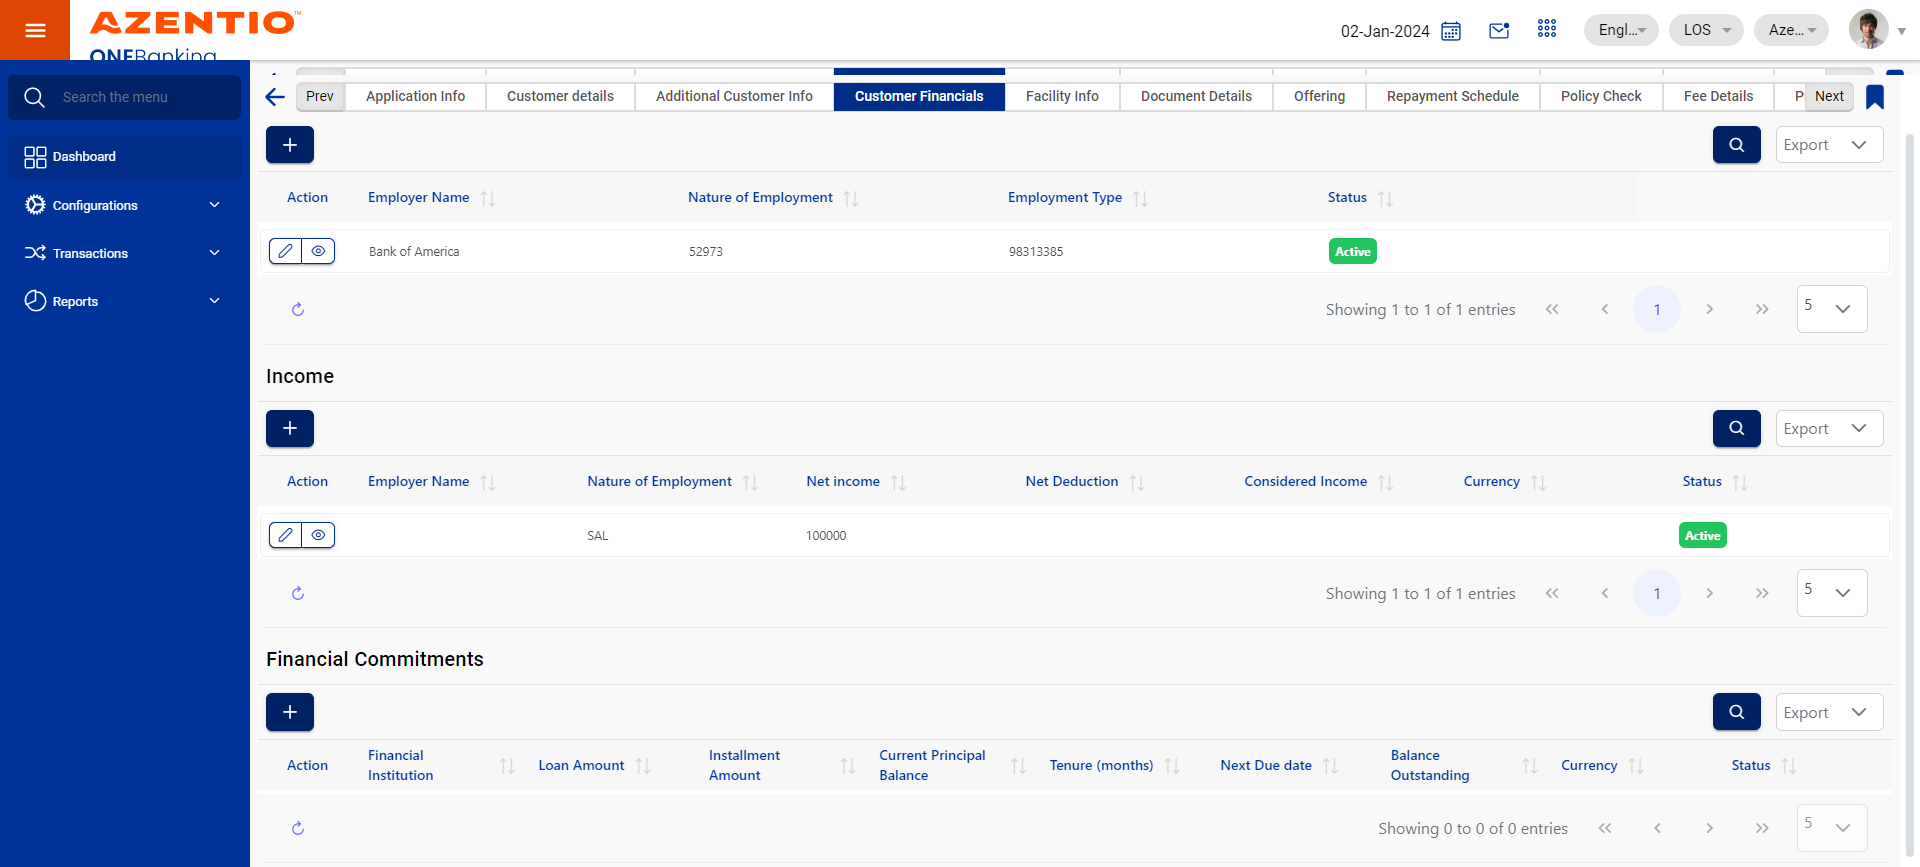 AZENTIO™
ONEBanking
02-Jan-2024
Engl...
LOS
Aze...
Search the menu
Dashboard
Configurations
Transactions
Reports
Prev
Application Info
Customer details
Additional Customer Info
Customer Financials
Facility Info
Document Details
Offering
Repayment Schedule
Policy Check
Fee Details
P
Next
Export
Action
Employer Name
Nature of Employment
Employment Type
Status
Bank of America
52973
98313385
Active
Showing 1 to 1 of 1 entries
1
5
Income
Export
Action
Employer Name
Nature of Employment
Net income
Net Deduction
Considered Income
Currency
Status
SAL
100000
Active
Showing 1 to 1 of 1 entries
1
5
Financial Commitments
Export
Action
Financial
Institution
Loan Amount
Installment
Amount
Current Principal
Balance
Tenure (months)
Next Due date
Balance
Outstanding
Currency
Status
Showing 0 to 0 of 0 entries
5